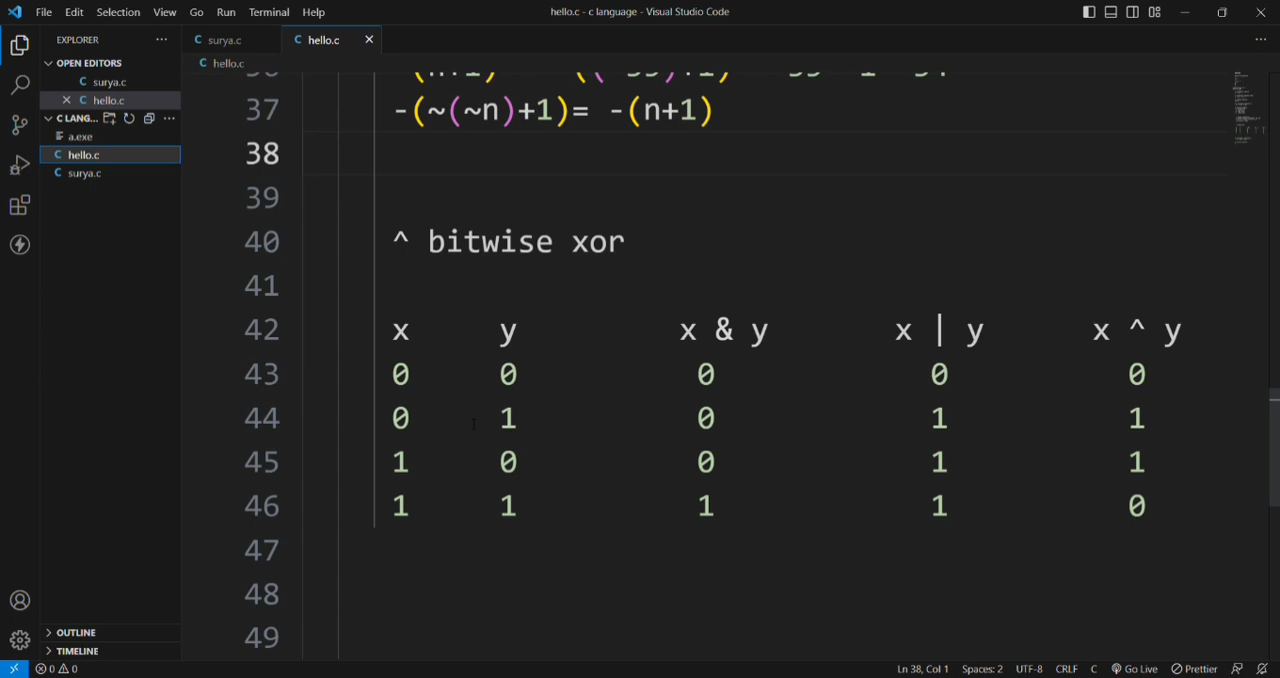 File Edit Selection View Go Run Terminal Help
hello.c - c language - Visual Studio Code
EXPLORER ...
C surya.c
C hello.c
OPEN EDITORS
C surya.c
C hello.c
C LANG...
a.exe
C hello.c
C surya.c
C hello.c
37 -(~(~n)+1)= -(n+1)
38
39
40 ^ bitwise xor
41
42 x y x & y x | y x ^ y
43 0 0 0 0 0
44 0 1 0 1 1
45 1 0 0 1 1
46 1 1 1 1 0
47
48
49
OUTLINE
TIMELINE
0 0
Ln 38, Col 1 Spaces: 2 UTF-8 CRLF C Go Live Prettier